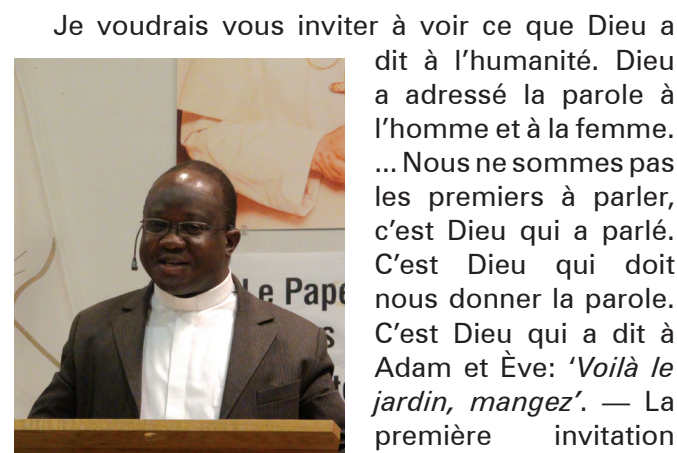 Je voudrais vous inviter à voir ce que Dieu a
dit à l’humanité. Dieu
a adressé la parole à
l’homme et à la femme.
... Nous ne sommes pas
les premiers à parler,
c’est Dieu qui a parlé.
C’est Dieu qui doit
nous donner la parole.
C’est Dieu qui a dit à
Adam et Ève: ‘Voilà le
jardin, mangez’. — La
première invitation
Le Pape